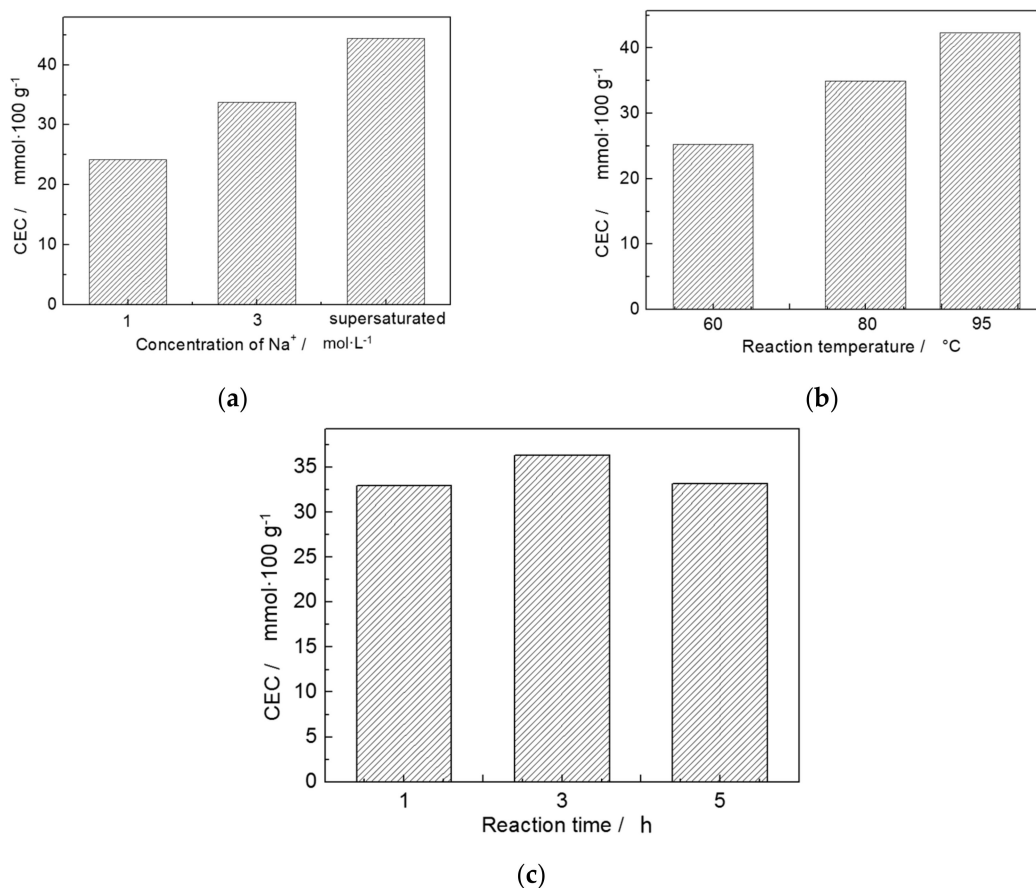 CEC / mmol·100 g⁻¹
40
30
20
10
0
1
3
supersaturated
Concentration of Na⁺ / mol·L⁻¹
(a)
CEC / mmol·100 g⁻¹
40
30
20
10
0
60
80
95
Reaction temperature / °C
(b)
CEC / mmol·100 g⁻¹
35
30
25
20
15
10
5
0
1
3
5
Reaction time / h
(c)